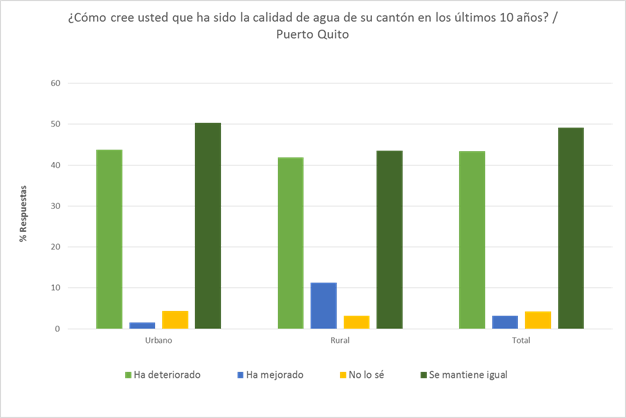 ¿Cómo cree usted que ha sido la calidad de agua de su cantón en los últimos 10 años? /
Puerto Quito
60
50
40
30
20
10
0
% Respuestas
Urbano Rural Total
Ha deteriorado Ha mejorado No lo sé Se mantiene igual